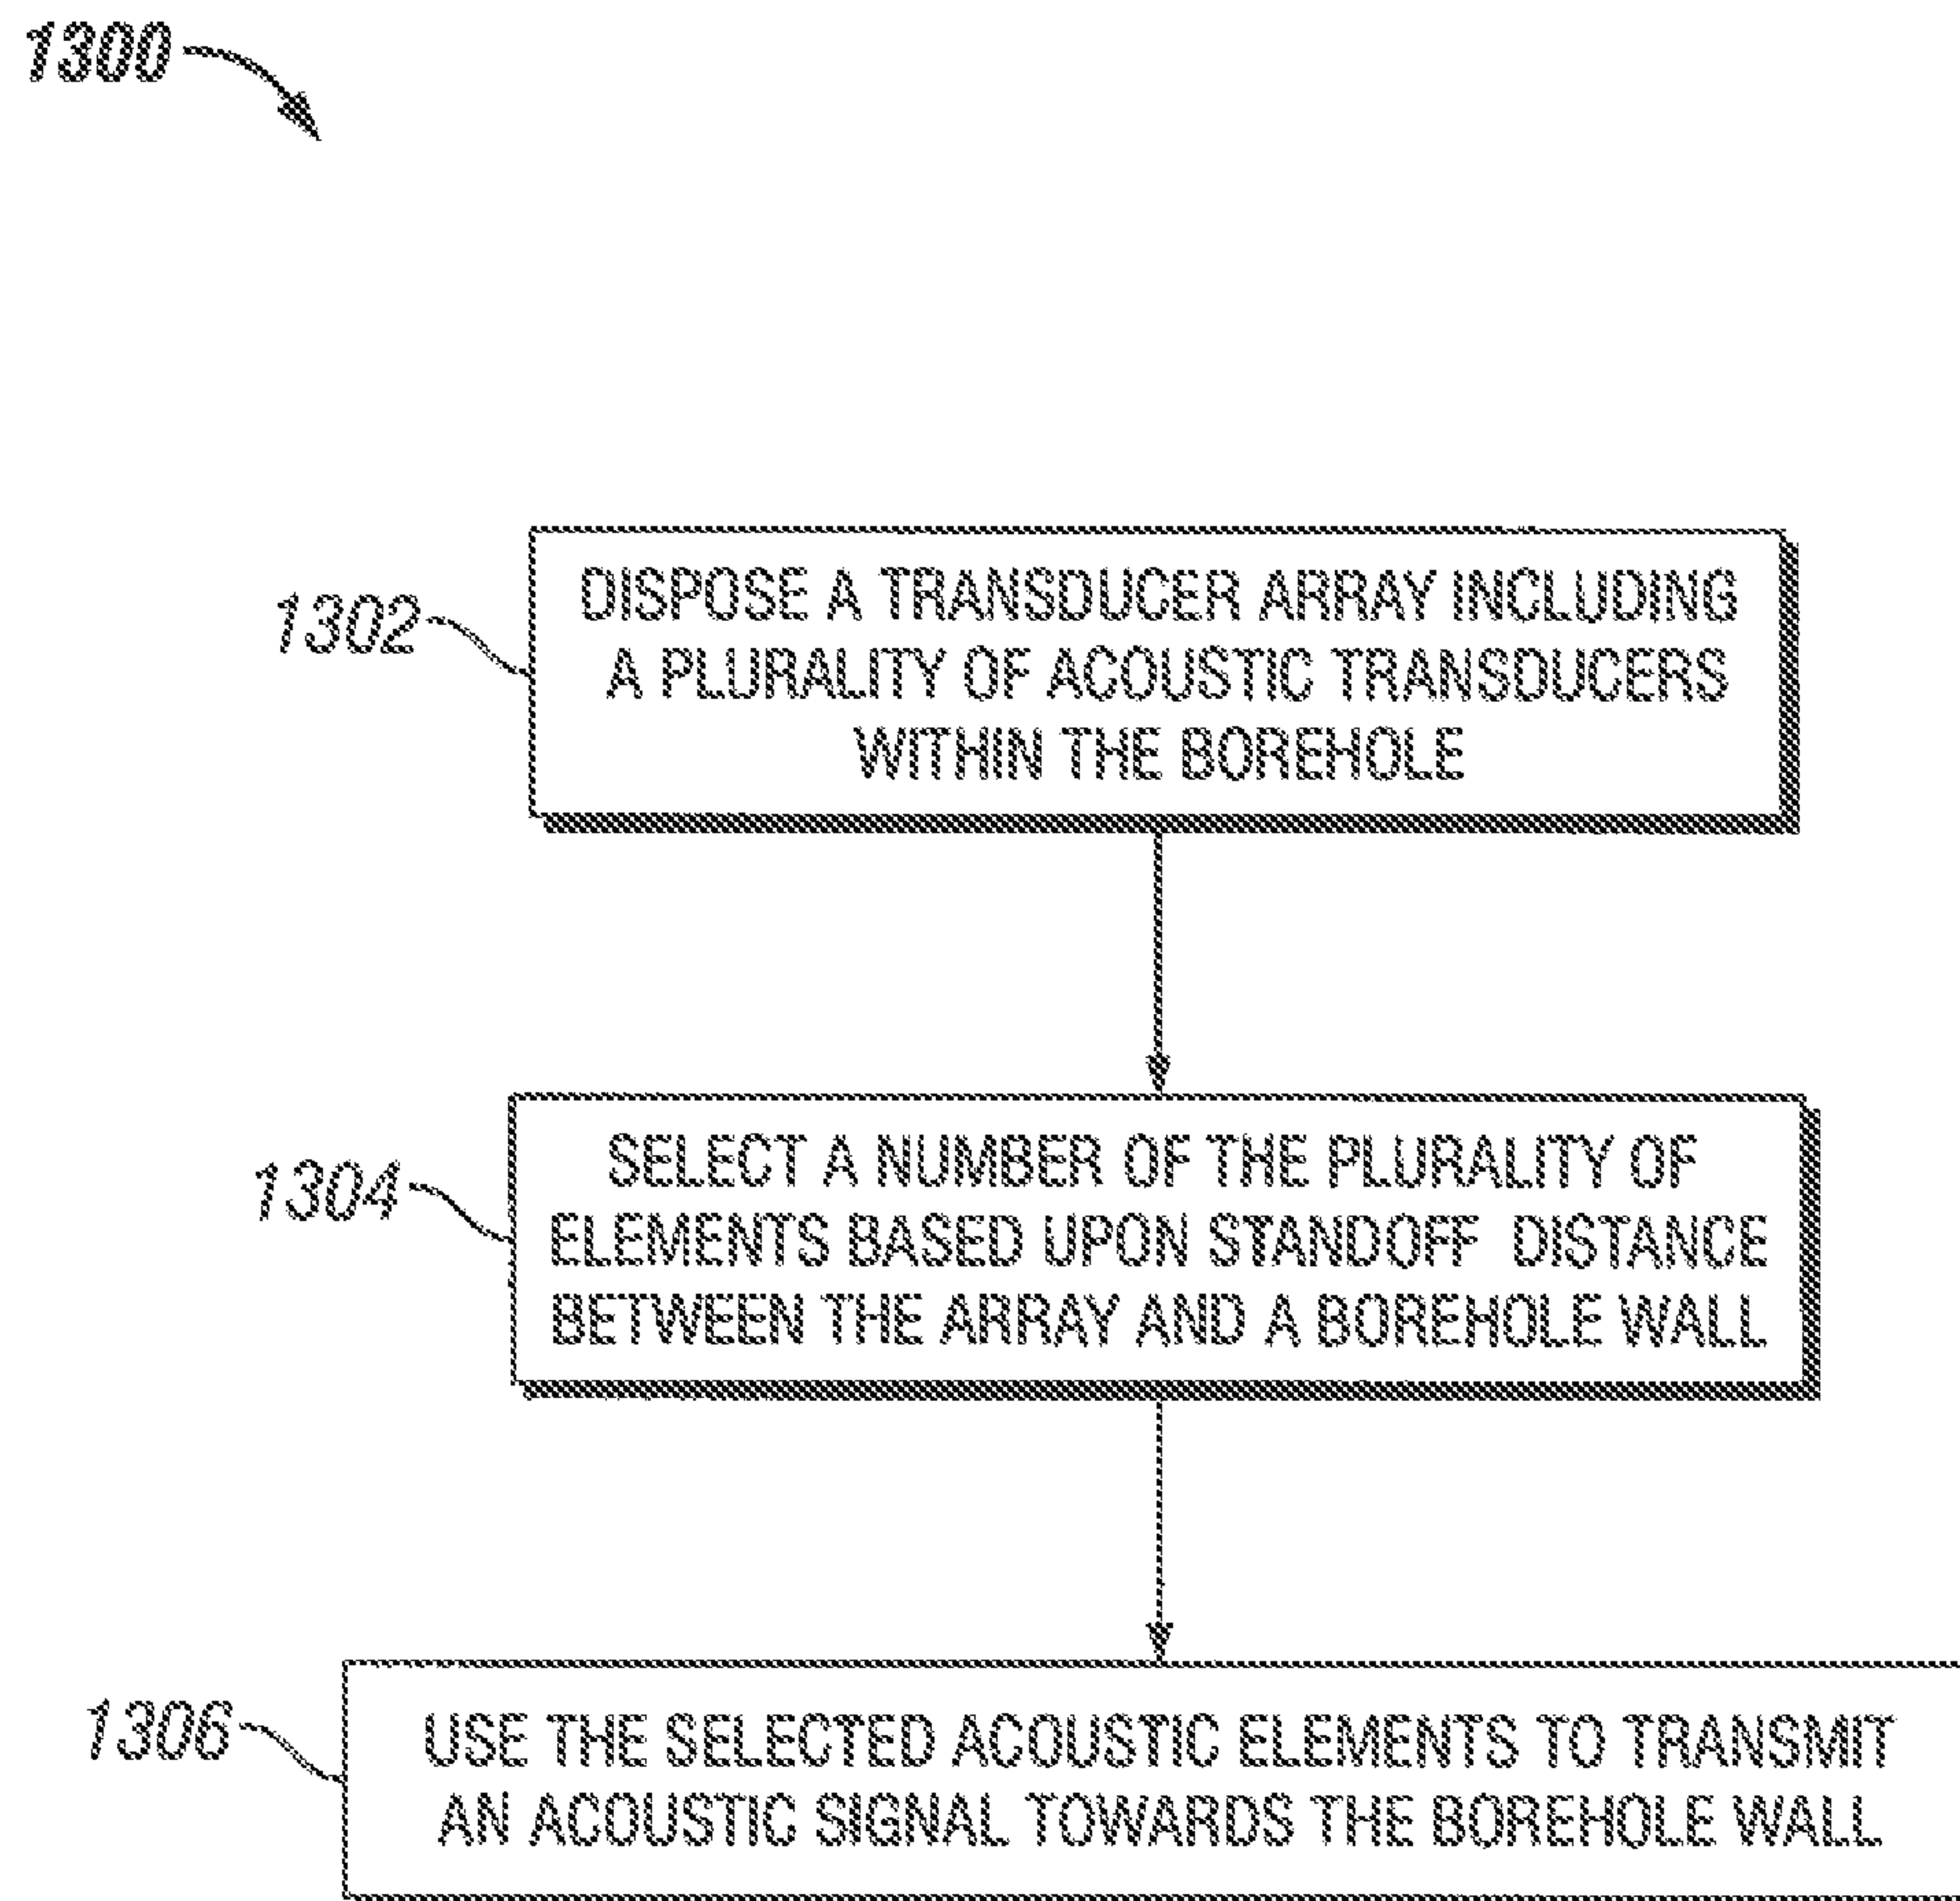 1300
1302
DISPOSE A TRANSDUCER ARRAY INCLUDING
A PLURALITY OF ACOUSTIC TRANSDUCERS
WITHIN THE BOREHOLE
1304
SELECT A NUMBER OF THE PLURALITY OF
ELEMENTS BASED UPON STANDOFF DISTANCE
BETWEEN THE ARRAY AND A BOREHOLE WALL
1306
USE THE SELECTED ACOUSTIC ELEMENTS TO TRANSMIT
AN ACOUSTIC SIGNAL TOWARDS THE BOREHOLE WALL